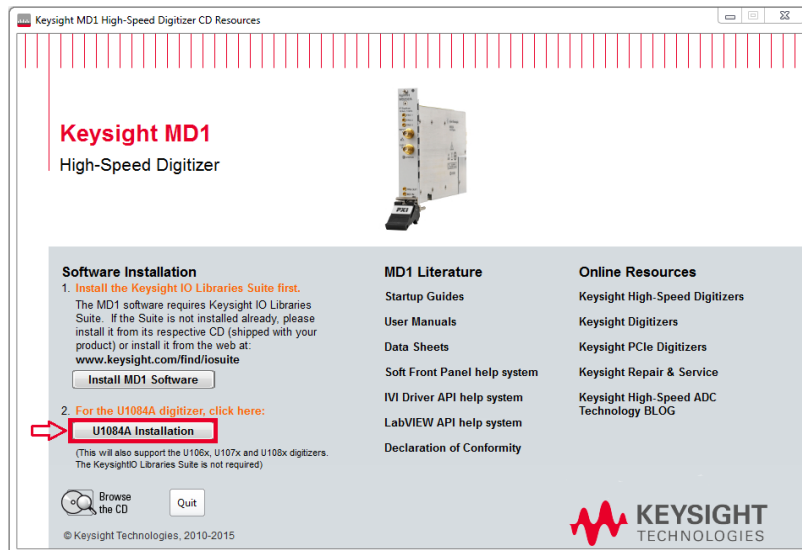 Keysight MD1 High-Speed Digitizer CD Resources
Keysight MD1
High-Speed Digitizer
PXI
Software Installation
1. Install the Keysight IO Libraries Suite first.
The MD1 software requires Keysight IO Libraries
Suite. If the Suite is not installed already, please
install it from its respective CD (shipped with your
product) or install it from the web at:
www.keysight.com/find/iosuite
Install MD1 Software
2. For the U1084A digitizer, click here:
U1084A Installation
(This will also support the U106x, U107x and U108x digitizers.
The KeysightIO Libraries Suite is not required)
Browse
the CD
Quit
© Keysight Technologies, 2010-2015
MD1 Literature
Startup Guides
User Manuals
Data Sheets
Soft Front Panel help system
IVI Driver API help system
LabVIEW API help system
Declaration of Conformity
Online Resources
Keysight High-Speed Digitizers
Keysight Digitizers
Keysight PCIe Digitizers
Keysight Repair & Service
Keysight High-Speed ADC
Technology BLOG
KEYSIGHT
TECHNOLOGIES